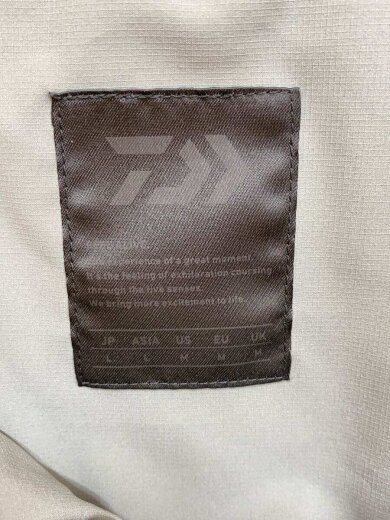 experience of a great moment,
the feeling of exhilaration coursing
through the five senses.
We bring more excitement to life.
JP ASIA US EU UK
L L M M M